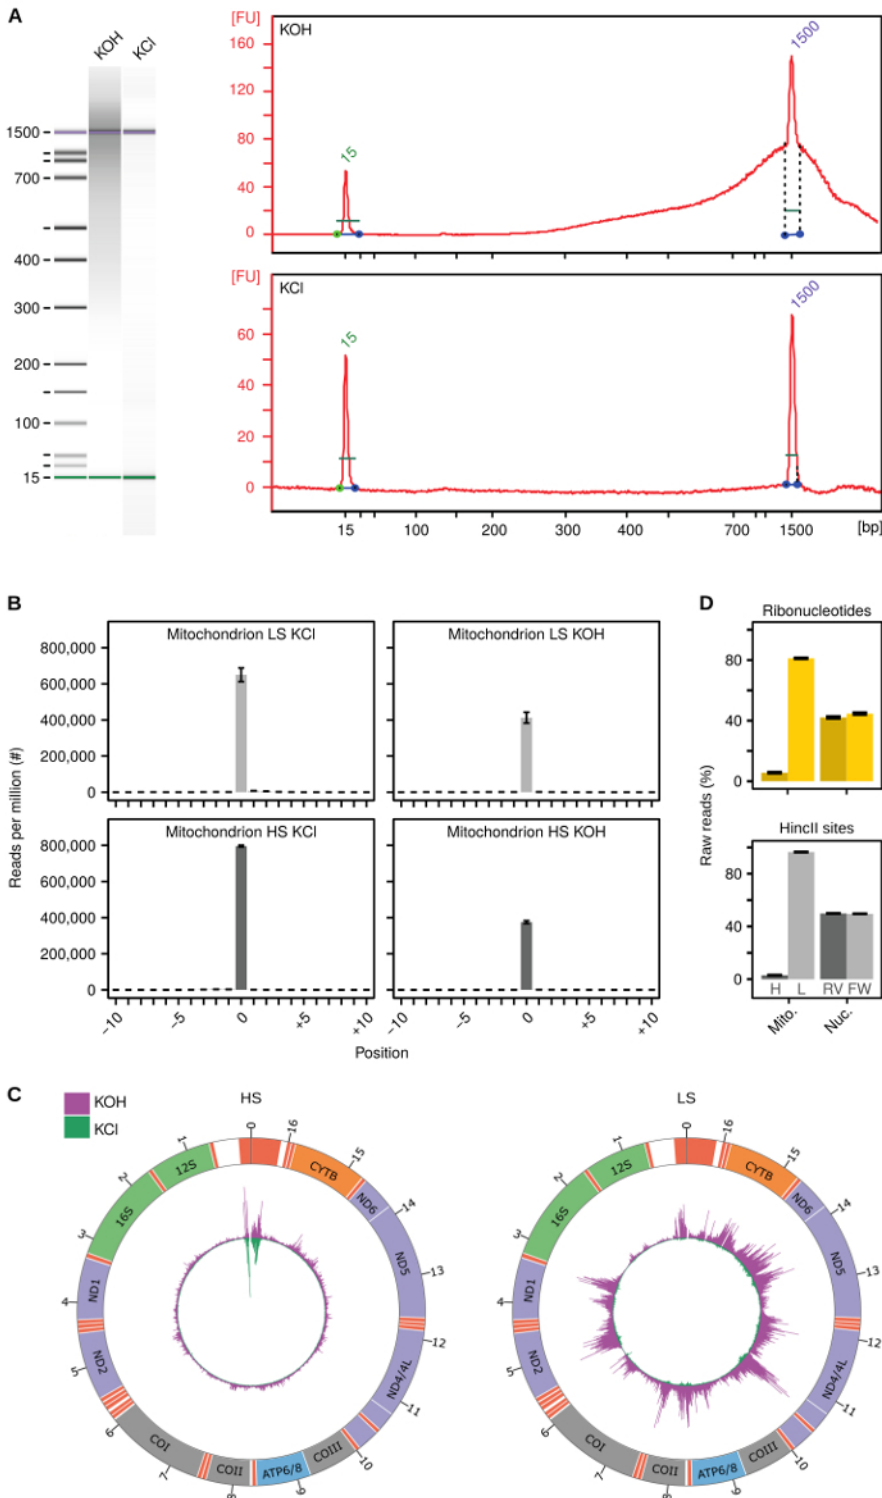 A
KOH
KCl
1500
700
400
300
200
100
15
[FU]
KOH
160
120
80
40
0
15
1500
[FU]
KCl
60
40
20
0
15
1500
15 100 200 300 400 700 1500 [bp]
B
Mitochondrion LS KCl
Mitochondrion LS KOH
800,000
600,000
400,000
200,000
0
Mitochondrion HS KCl
Mitochondrion HS KOH
800,000
600,000
400,000
200,000
0
Reads per million (#)
−10 −5 0 +5 +10
−10 −5 0 +5 +10
Position
D
Ribonucleotides
80
40
0
HincII sites
80
40
0
Raw reads (%)
H L RV FW
Mito. Nuc.
C
KOH
KCl
HS
0
1
2
3
4
5
6
7
8
9
10
11
12
13
14
15
16
12S
16S
ND1
ND2
COI
COII
ATP6/8
COIII
ND4/4L
ND5
ND6
CYTB
LS
0
1
2
3
4
5
6
7
8
9
10
11
12
13
14
15
16
12S
16S
ND1
ND2
COI
COII
ATP6/8
COIII
ND4/4L
ND5
ND6
CYTB